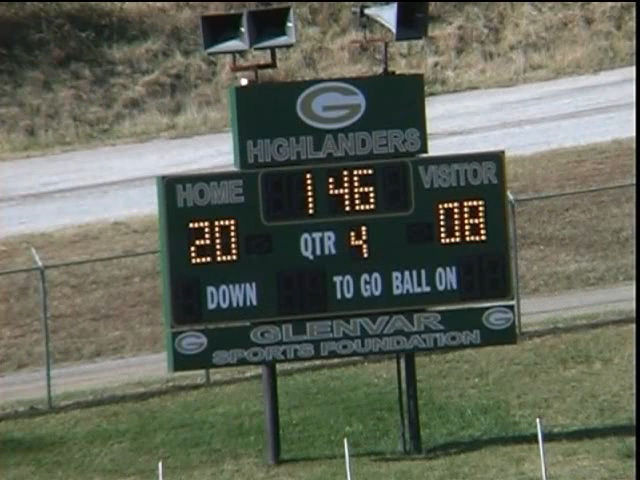 G
HIGHLANDERS
HOME 1 46 VISITOR
20 QTR 4 08
DOWN TO GO BALL ON
G GLENVAR G
SPORTS FOUNDATION